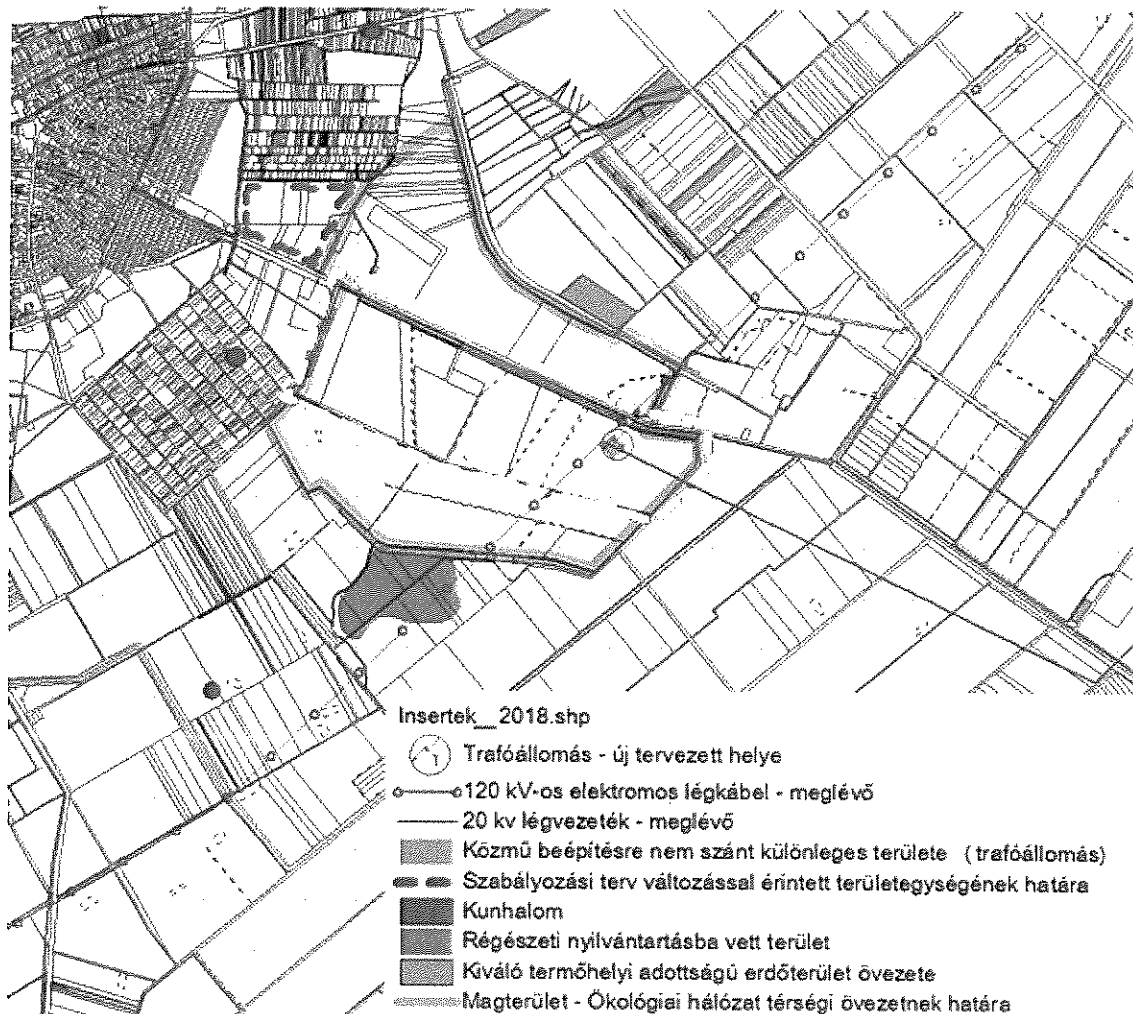 Insertek__2018.shp
Trafóállomás - új tervezett helye
120 kV-os elektromos légkábel - meglévő
20 kv légvezeték - meglévő
Közmű beépítésre nem szánt különleges területe (trafóállomás)
Szabályozási terv változással érintett területegységének határa
Kunhalom
Régészeti nyilvántartásba vett terület
Kiváló termőhelyi adottságú erdőterület övezete
Magterület - Ökológiai hálózat térségi övezetnek határa